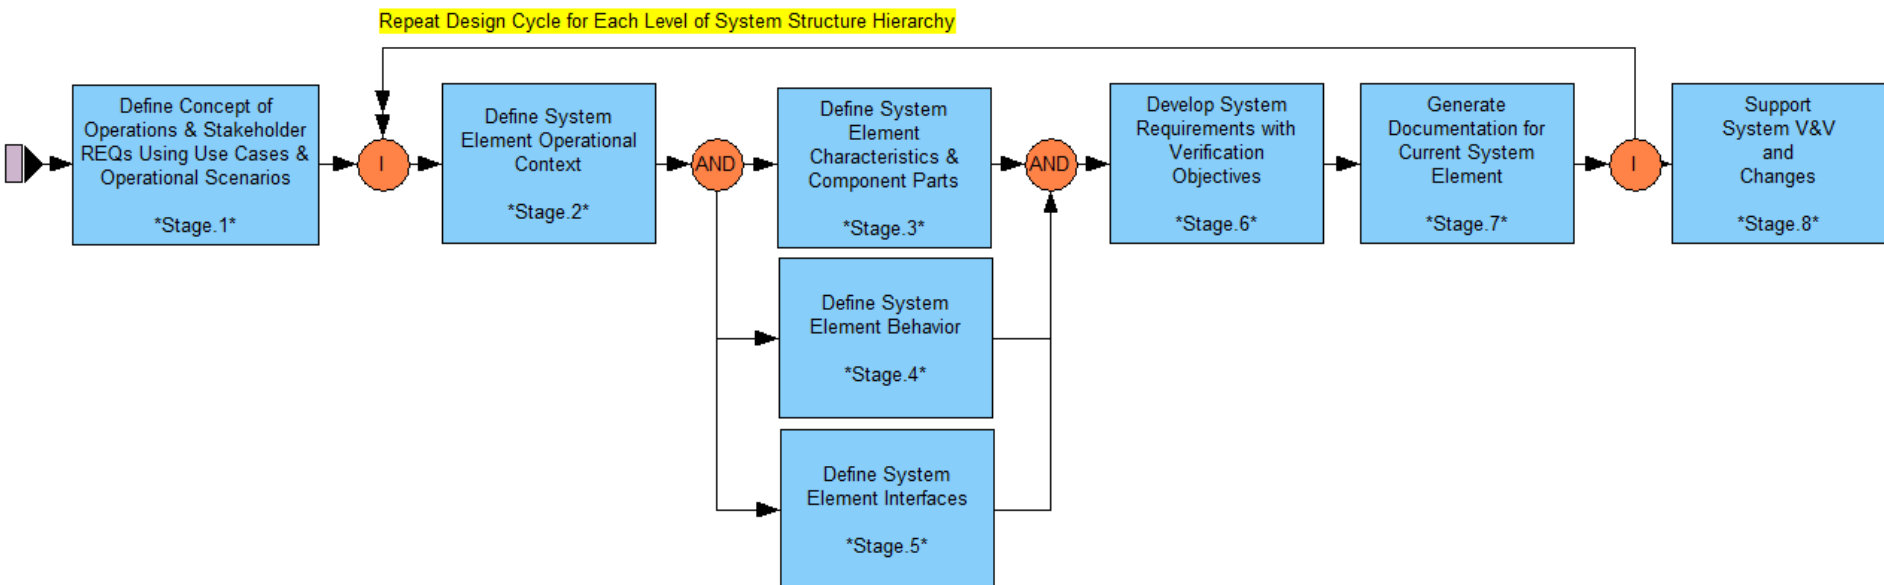 Repeat Design Cycle for Each Level of System Structure Hierarchy
Define Concept of
Operations & Stakeholder
REQs Using Use Cases &
Operational Scenarios
*Stage.1*
I
Define System
Element Operational
Context
*Stage.2*
AND
Define System
Element
Characteristics &
Component Parts
*Stage.3*
Define System
Element Behavior
*Stage.4*
Define System
Element Interfaces
*Stage.5*
AND
Develop System
Requirements with
Verification
Objectives
*Stage.6*
Generate
Documentation for
Current System
Element
*Stage.7*
I
Support
System V&V
and
Changes
*Stage.8*